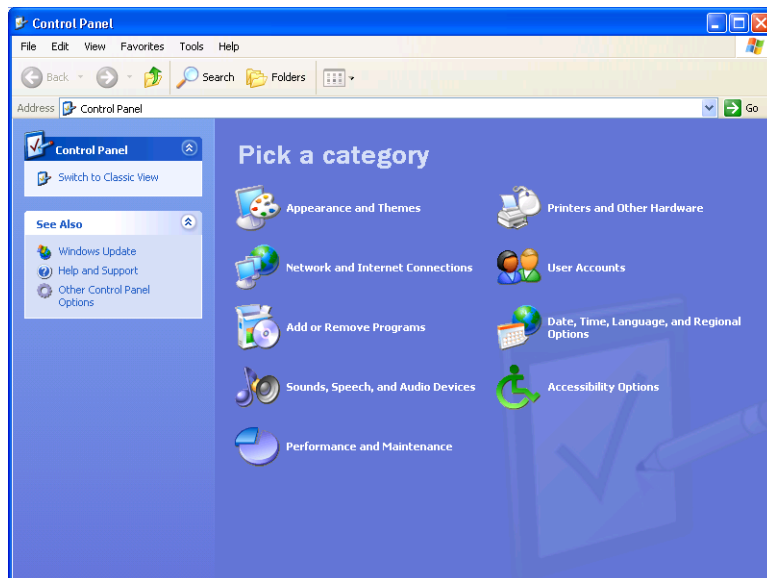 Control Panel
File Edit View Favorites Tools Help
Back Search Folders
Address Control Panel Go
Control Panel
Switch to Classic View
See Also
Windows Update
Help and Support
Other Control Panel
Options
Pick a category
Appearance and Themes
Printers and Other Hardware
Network and Internet Connections
User Accounts
Add or Remove Programs
Date, Time, Language, and Regional
Options
Sounds, Speech, and Audio Devices
Accessibility Options
Performance and Maintenance